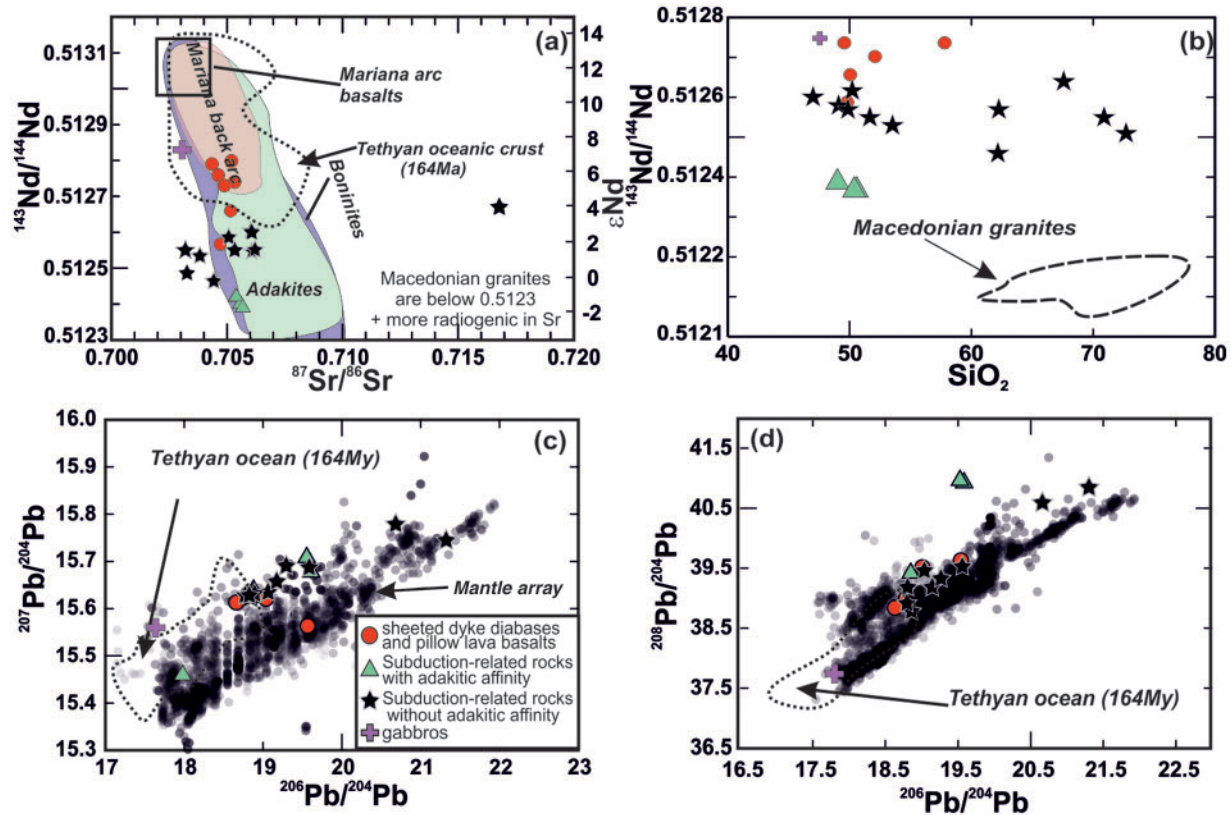 (a)
0.5131
0.5129
0.5127
0.5125
0.5123
¹⁴³Nd/¹⁴⁴Nd
14
12
10
8
6
4
2
0
-2
εNd
Mariana arc
basalts
Mariana back arc
Tethyan oceanic crust
(164Ma)
Boninites
Adakites
Macedonian granites
are below 0.5123
+ more radiogenic in Sr
0.700
0.705
0.710
0.715
0.720
⁸⁷Sr/⁸⁶Sr
(b)
0.5128
0.5127
0.5126
0.5125
0.5124
0.5122
0.5121
¹⁴³Nd/¹⁴⁴Nd
Macedonian granites
40
50
60
70
80
SiO₂
(c)
16.0
15.9
15.8
15.7
15.6
15.5
15.4
15.3
²⁰⁷Pb/²⁰⁴Pb
Tethyan ocean (164My)
Mantle array
sheeted dyke diabases
and pillow lava basalts
Subduction-related rocks
with adakitic affinity
Subduction-related rocks
without adakitic affinity
gabbros
17
18
19
20
21
22
23
²⁰⁶Pb/²⁰⁴Pb
(d)
41.5
40.5
39.5
38.5
37.5
36.5
²⁰⁸Pb/²⁰⁴Pb
Tethyan ocean (164My)
16.5
17.5
18.5
19.5
20.5
21.5
22.5
²⁰⁶Pb/²⁰⁴Pb